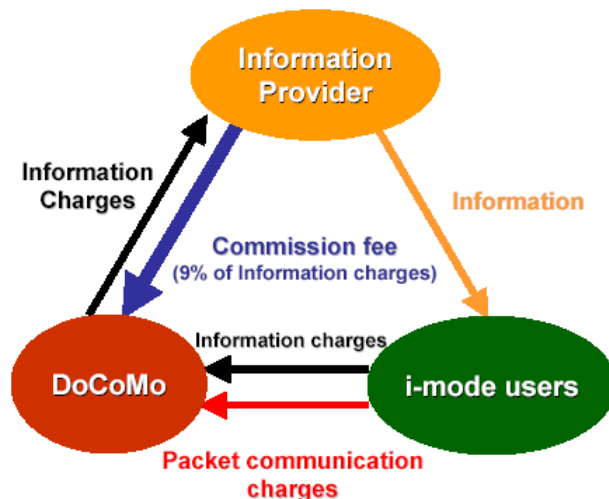 Information
Provider
Information
Charges
Information
Commission fee
(9% of Information charges)
Information charges
DoCoMo
i-mode users
Packet communication
charges